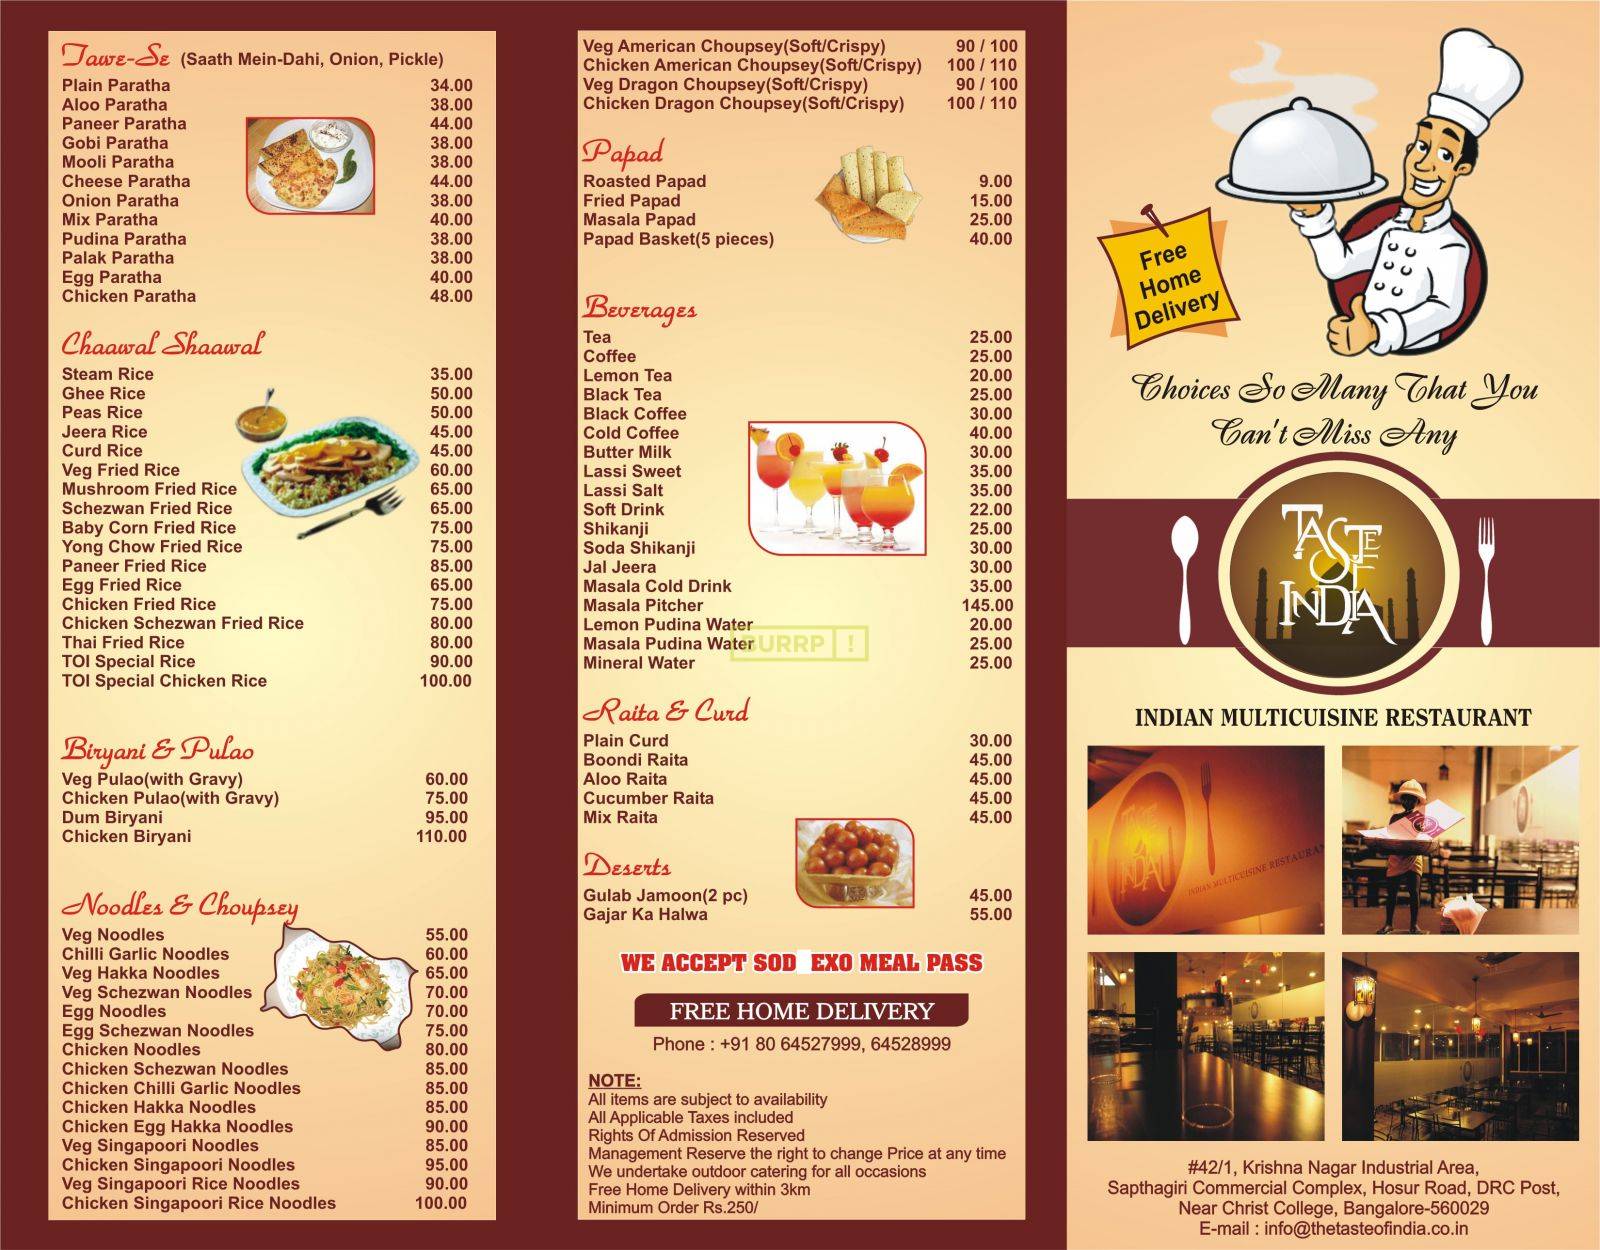 Tawe-Se (Saath Mein-Dahi, Onion, Pickle)
Plain Paratha 34.00
Aloo Paratha 38.00
Paneer Paratha 44.00
Gobi Paratha 38.00
Mooli Paratha 38.00
Cheese Paratha 44.00
Onion Paratha 38.00
Mix Paratha 40.00
Pudina Paratha 38.00
Palak Paratha 38.00
Egg Paratha 40.00
Chicken Paratha 48.00
Chaawal Shaawal
Steam Rice 35.00
Ghee Rice 50.00
Peas Rice 50.00
Jeera Rice 45.00
Curd Rice 45.00
Veg Fried Rice 60.00
Mushroom Fried Rice 65.00
Schezwan Fried Rice 65.00
Baby Corn Fried Rice 75.00
Yong Chow Fried Rice 75.00
Paneer Fried Rice 85.00
Egg Fried Rice 65.00
Chicken Fried Rice 75.00
Chicken Schezwan Fried Rice 80.00
Thai Fried Rice 80.00
TOI Special Rice 90.00
TOI Special Chicken Rice 100.00
Biryani & Pulao
Veg Pulao(with Gravy) 60.00
Chicken Pulao(with Gravy) 75.00
Dum Biryani 95.00
Chicken Biryani 110.00
Noodles & Choupsey
Veg Noodles 55.00
Chilli Garlic Noodles 60.00
Veg Hakka Noodles 65.00
Veg Schezwan Noodles 70.00
Egg Noodles 70.00
Egg Schezwan Noodles 75.00
Chicken Noodles 80.00
Chicken Schezwan Noodles 85.00
Chicken Chilli Garlic Noodles 85.00
Chicken Hakka Noodles 85.00
Chicken Egg Hakka Noodles 90.00
Veg Singapoori Noodles 85.00
Chicken Singapoori Noodles 95.00
Veg Singapoori Rice Noodles 90.00
Chicken Singapoori Rice Noodles 100.00
Veg American Choupsey(Soft/Crispy) 90 / 100
Chicken American Choupsey(Soft/Crispy) 100 / 110
Veg Dragon Choupsey(Soft/Crispy) 90 / 100
Chicken Dragon Choupsey(Soft/Crispy) 100 / 110
Papad
Roasted Papad 9.00
Fried Papad 15.00
Masala Papad 25.00
Papad Basket(5 pieces) 40.00
Beverages
Tea 25.00
Coffee 25.00
Lemon Tea 20.00
Black Tea 25.00
Black Coffee 30.00
Cold Coffee 40.00
Butter Milk 30.00
Lassi Sweet 35.00
Lassi Salt 35.00
Soft Drink 22.00
Shikanji 25.00
Soda Shikanji 30.00
Jal Jeera 30.00
Masala Cold Drink 35.00
Masala Pitcher 145.00
Lemon Pudina Water 20.00
Masala Pudina Water 25.00
Mineral Water 25.00
BURRP !
Raita & Curd
Plain Curd 30.00
Boondi Raita 45.00
Aloo Raita 45.00
Cucumber Raita 45.00
Mix Raita 45.00
Deserts
Gulab Jamoon(2 pc) 45.00
Gajar Ka Halwa 55.00
WE ACCEPT SOD EXO MEAL PASS
FREE HOME DELIVERY
Phone : +91 80 64527999, 64528999
NOTE:
All items are subject to availability
All Applicable Taxes included
Rights Of Admission Reserved
Management Reserve the right to change Price at any time
We undertake outdoor catering for all occasions
Free Home Delivery within 3km
Minimum Order Rs.250/
Free
Home
Delivery
Choices So Many That You
Can't Miss Any
TASTE
OF
INDIA
INDIAN MULTICUISINE RESTAURANT
TASTE
OF
INDIA
INDIAN MULTICUISINE RESTAURAN
#42/1, Krishna Nagar Industrial Area,
Sapthagiri Commercial Complex, Hosur Road, DRC Post,
Near Christ College, Bangalore-560029
E-mail : info@thetasteofindia.co.in